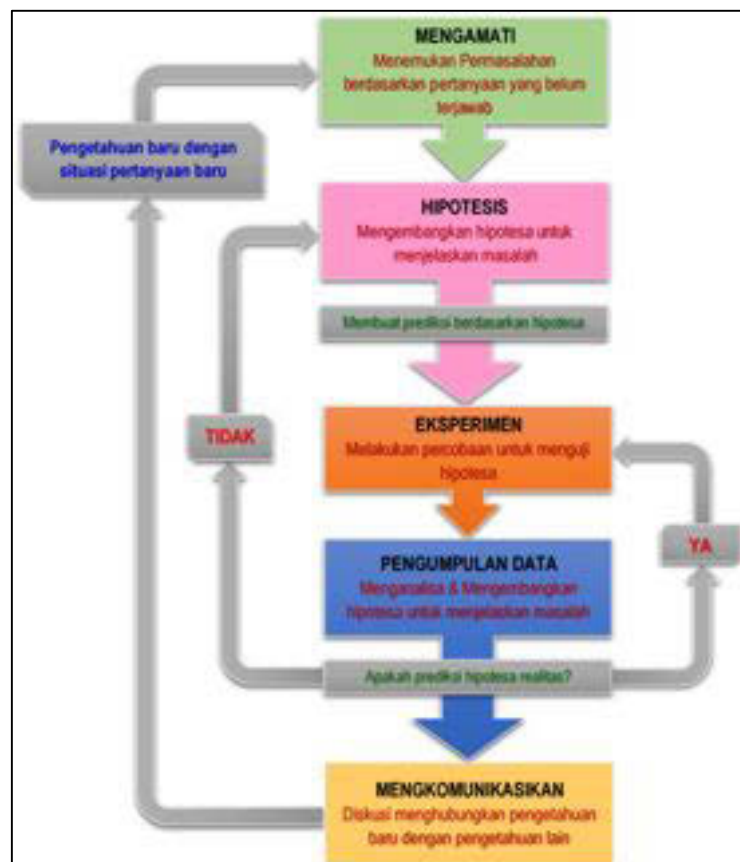 MENGAMATI
Menemukan Permasalahan
berdasarkan pertanyaan yang belum
terjawab
Pengetahuan baru dengan
situasi pertanyaan baru
HIPOTESIS
Mengembangkan hipotesa untuk
menjelaskan masalah
Membuat prediksi berdasarkan hipotesa
TIDAK
EKSPERIMEN
Melakukan percobaan untuk menguji
hipotesa
YA
PENGUMPULAN DATA
Menganalisa & Mengembangkan
hipotesa untuk menjelaskan masalah
Apakah prediksi hipotesa realitas?
MENGKOMUNIKASIKAN
Diskusi menghubungkan pengetahuan
baru dengan pengetahuan lain